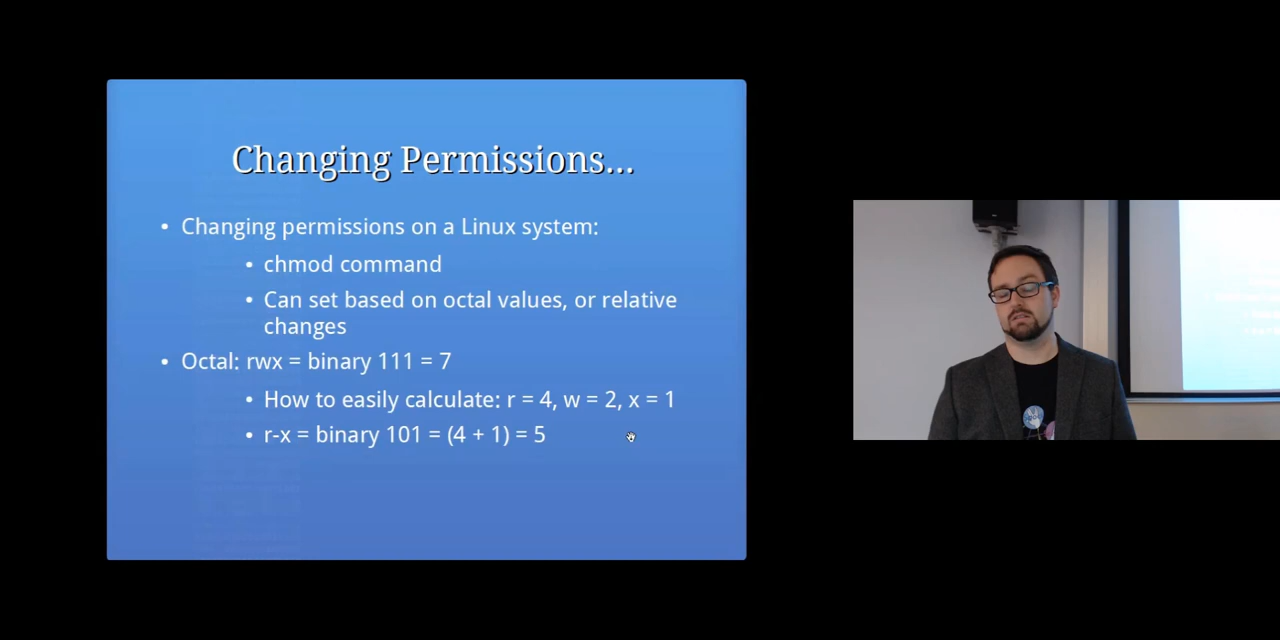 Changing Permissions...
• Changing permissions on a Linux system:
• chmod command
• Can set based on octal values, or relative
changes
• Octal: rwx = binary 111 = 7
• How to easily calculate: r = 4, w = 2, x = 1
• r-x = binary 101 = (4 + 1) = 5